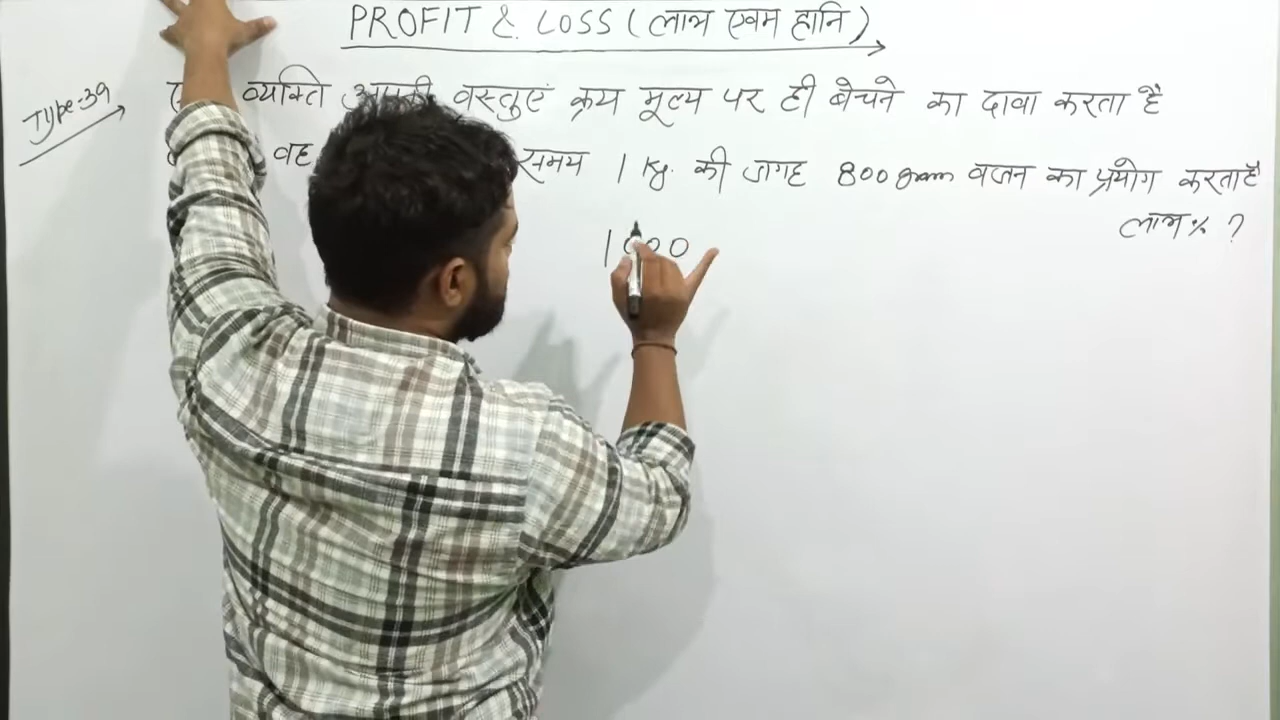 PROFIT & LOSS (लाभ एवम हानि)
Type:39
व्यक्ति अपनी वस्तुएं क्रय मूल्य पर ही बेचने का दावा करता है
वह समय 1 Kg. की जगह 800 gram वजन का प्रयोग करता है
लाभ % ?
1000